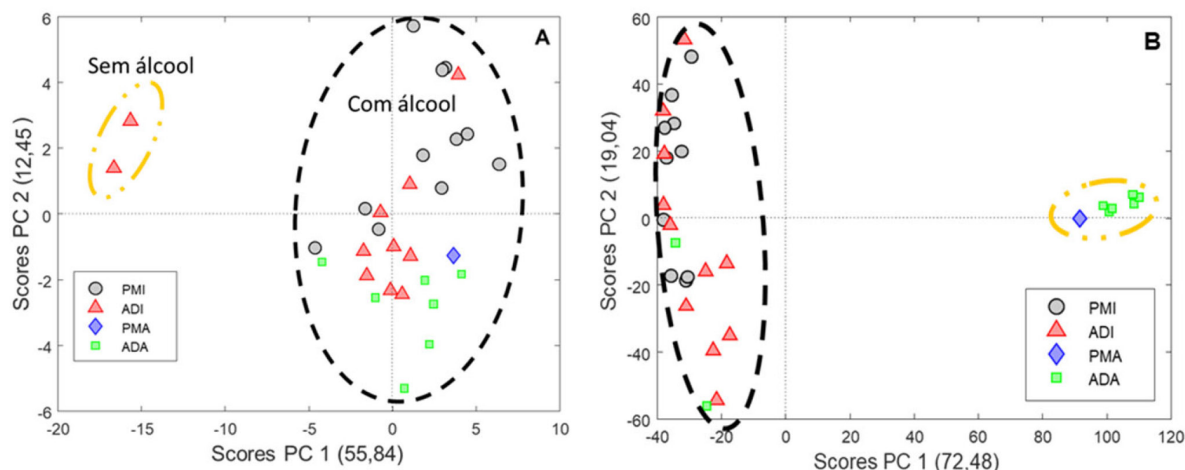 A
Sem álcool
Com álcool
Scores PC 2 (12,45)
6
4
2
0
-2
-4
-6
PMI
ADI
PMA
ADA
-20
-15
-10
-5
0
5
10
Scores PC 1 (55,84)
B
Scores PC 2 (19,04)
60
40
20
0
-20
-40
-60
PMI
ADI
PMA
ADA
-40
-20
0
20
40
60
80
100
120
Scores PC 1 (72,48)